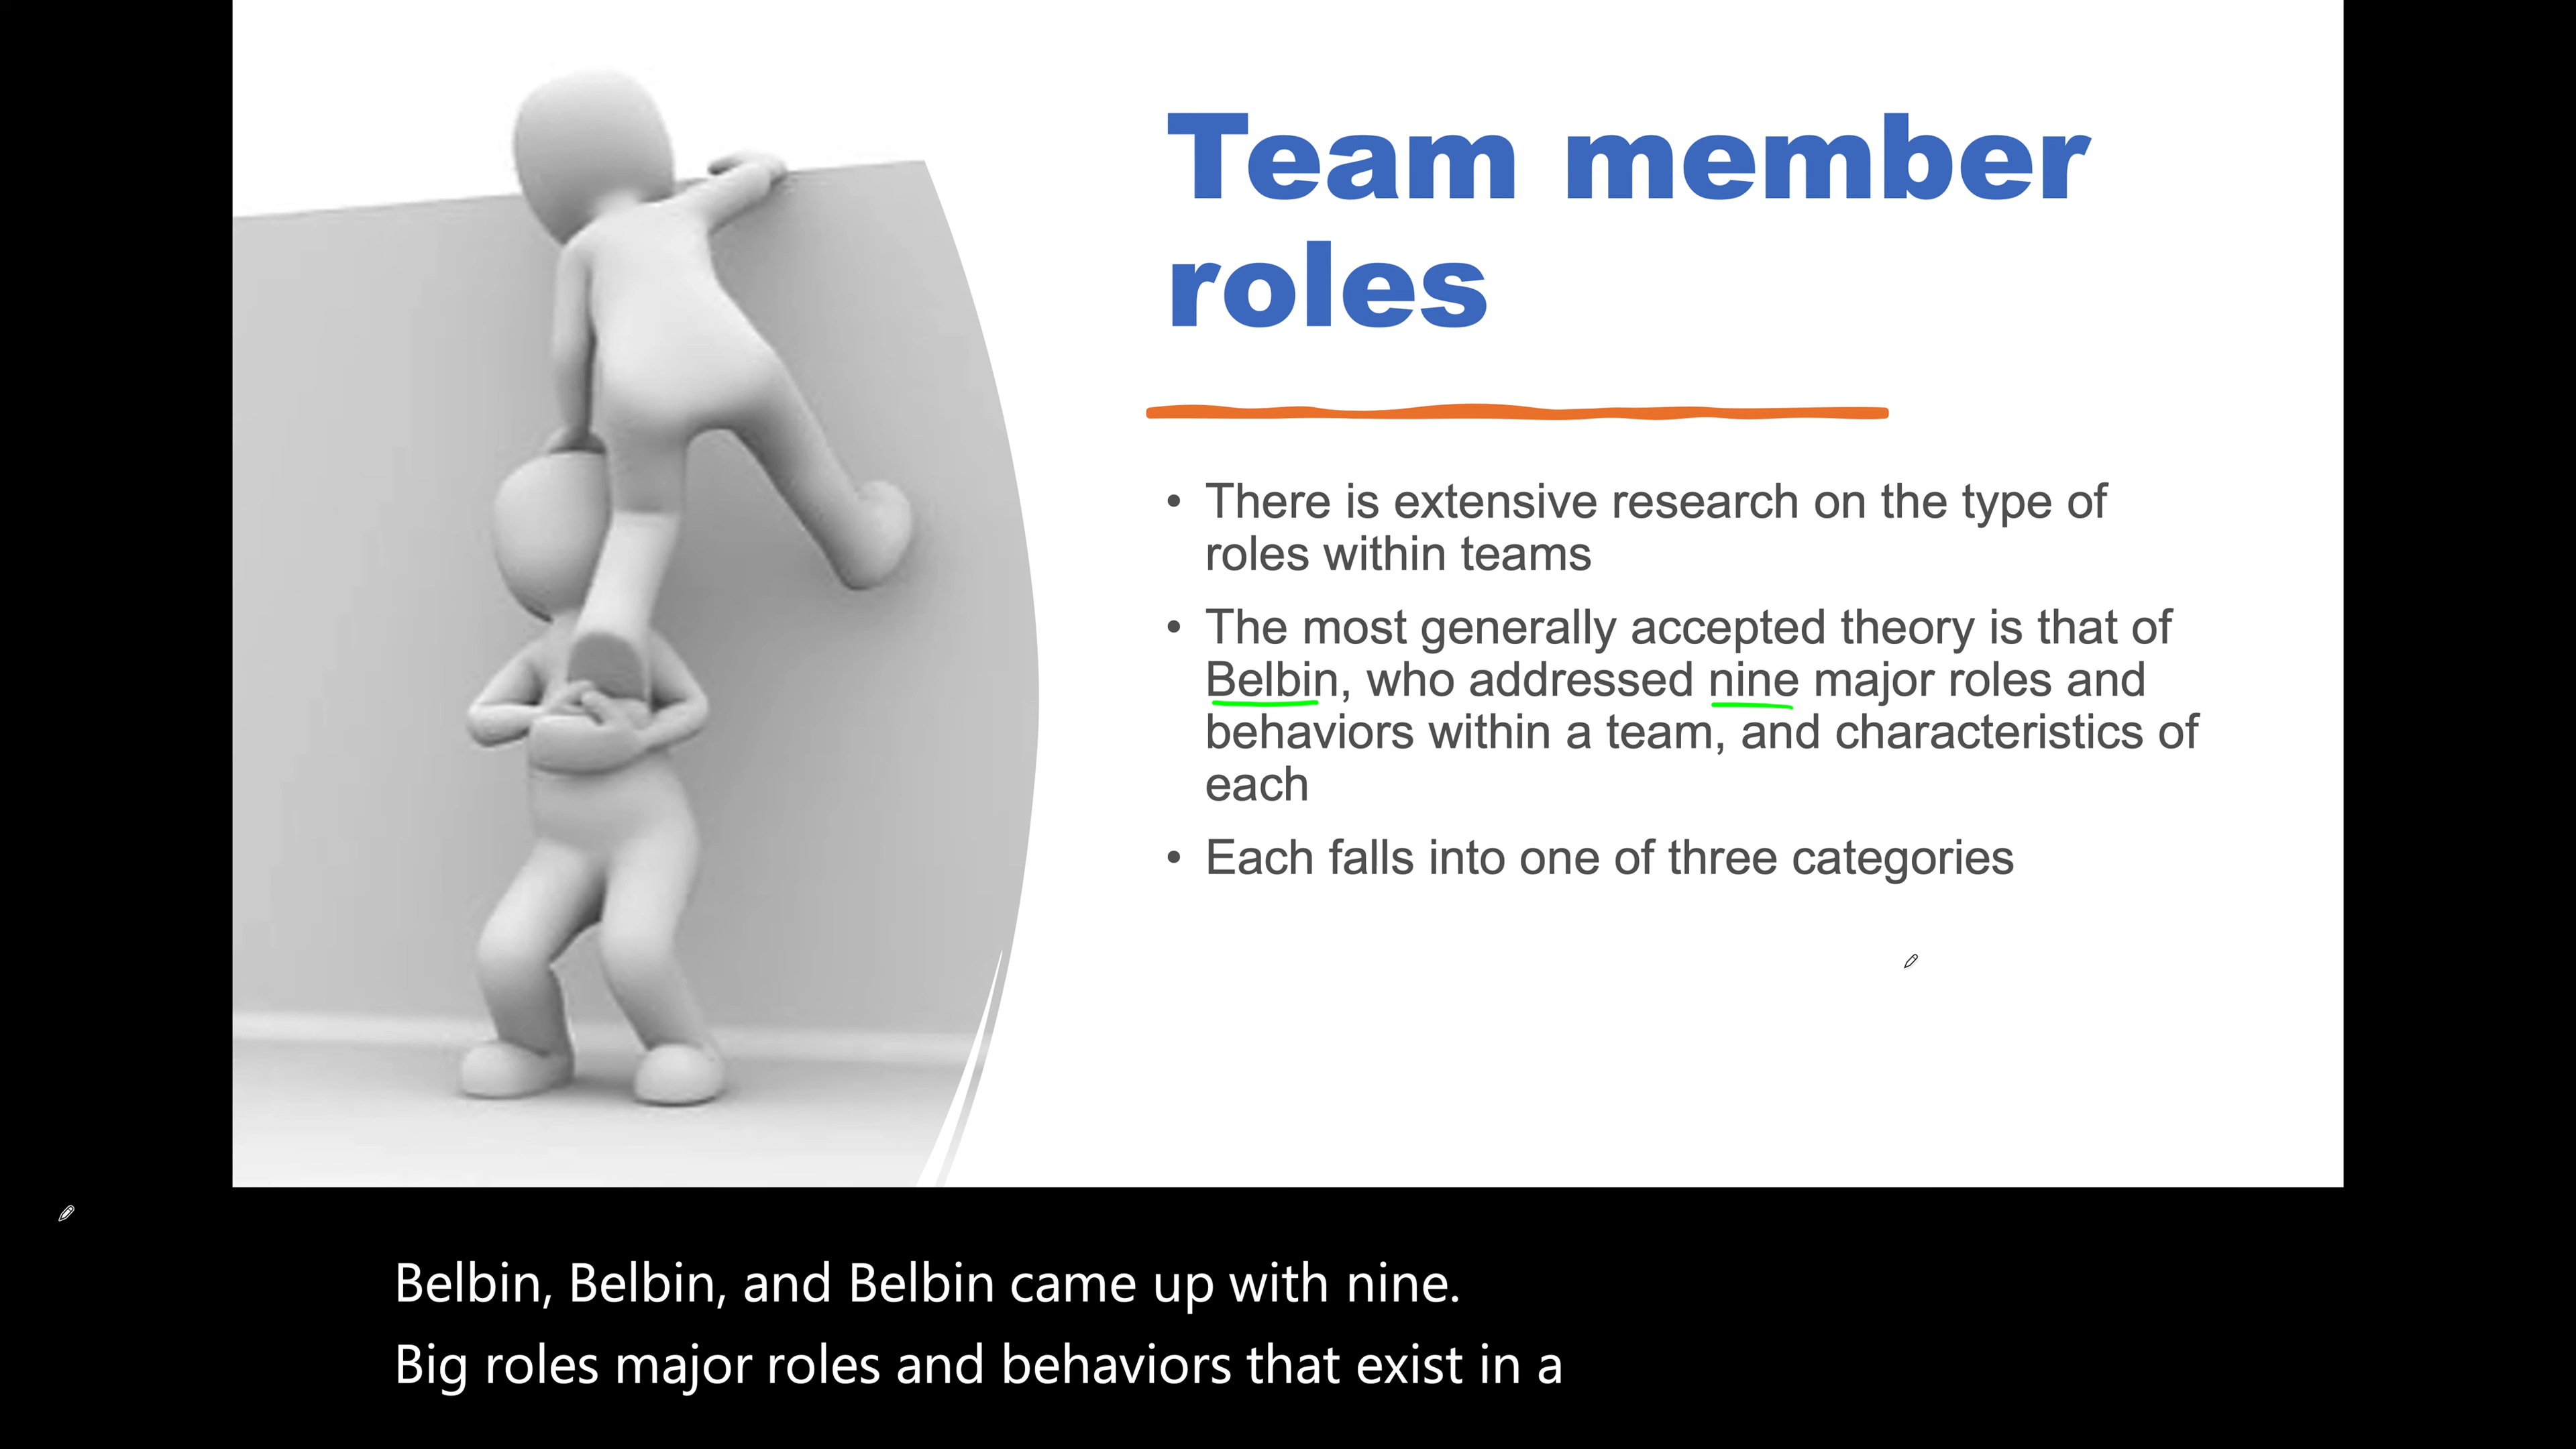 Team member
roles
• There is extensive research on the type of
roles within teams
• The most generally accepted theory is that of
Belbin, who addressed nine major roles and
behaviors within a team, and characteristics of
each
• Each falls into one of three categories
Belbin, Belbin, and Belbin came up with nine.
Big roles major roles and behaviors that exist in a